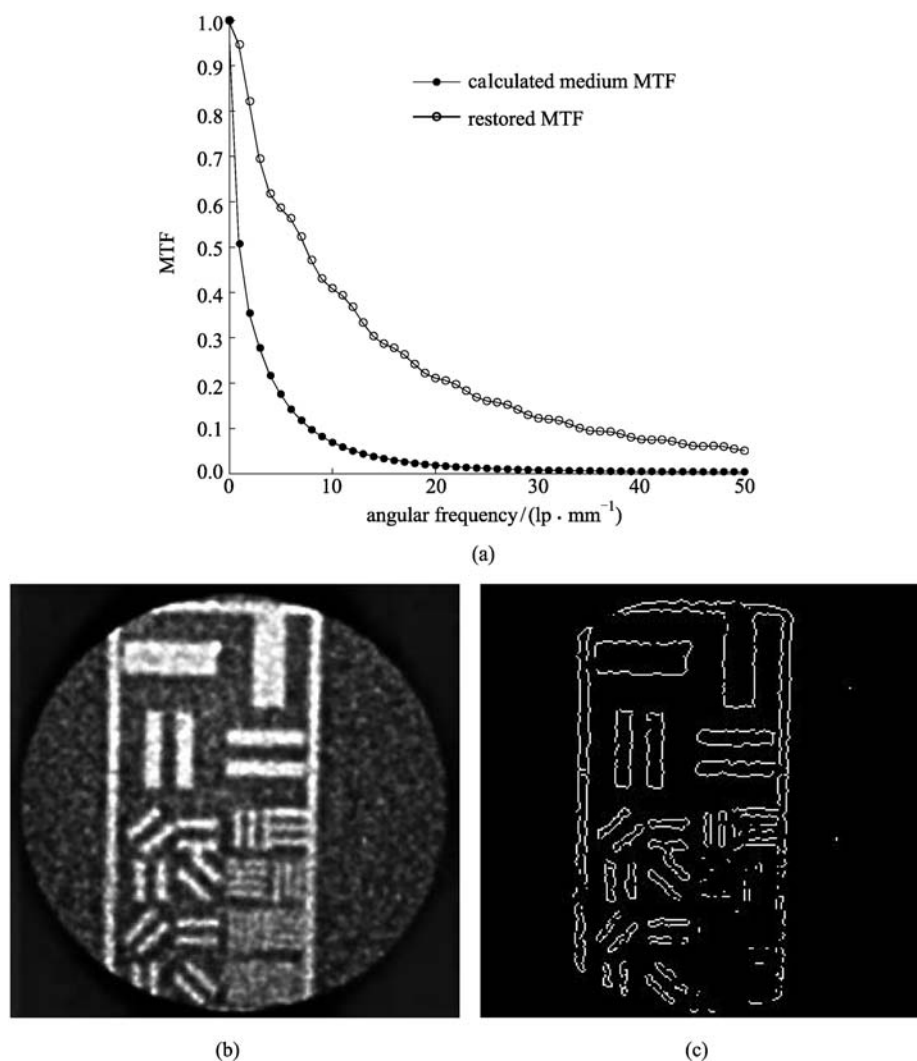 1.0
0.9
0.8
0.7
0.6
0.5
0.4
0.3
0.2
0.1
0.0
MTF
calculated medium MTF
restored MTF
0 10 20 30 40 50
angular frequency/(lp · mm⁻¹)
(a)
(b)
(c)